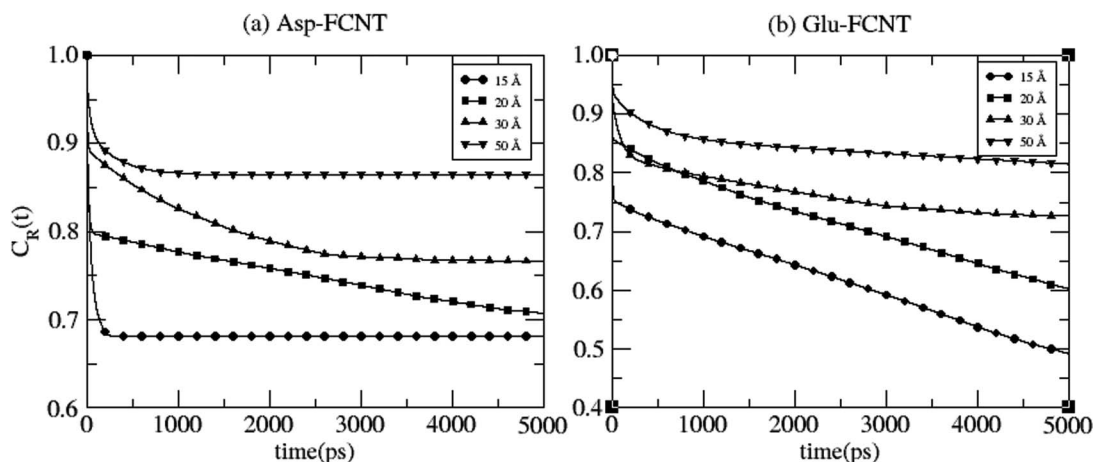 (a) Asp-FCNT
(b) Glu-FCNT
C_R(t)
1.0
0.9
0.8
0.7
0.6
15 Å
20 Å
30 Å
50 Å
0 1000 2000 3000 4000 5000
time(ps)
1.0
0.9
0.8
0.7
0.6
0.5
0.4
15 Å
20 Å
30 Å
50 Å
0 1000 2000 3000 4000 5000
time(ps)